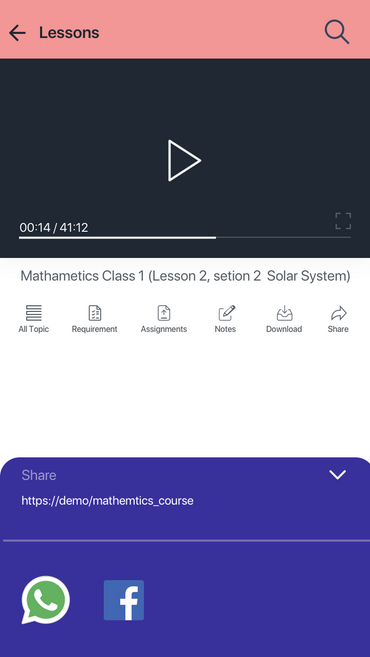 Lessons
00:14 / 41:12
Mathametics Class 1 (Lesson 2, setion 2 Solar System)
All Topic Requirement Assignments Notes Download Share
Share
https://demo/mathemtics_course